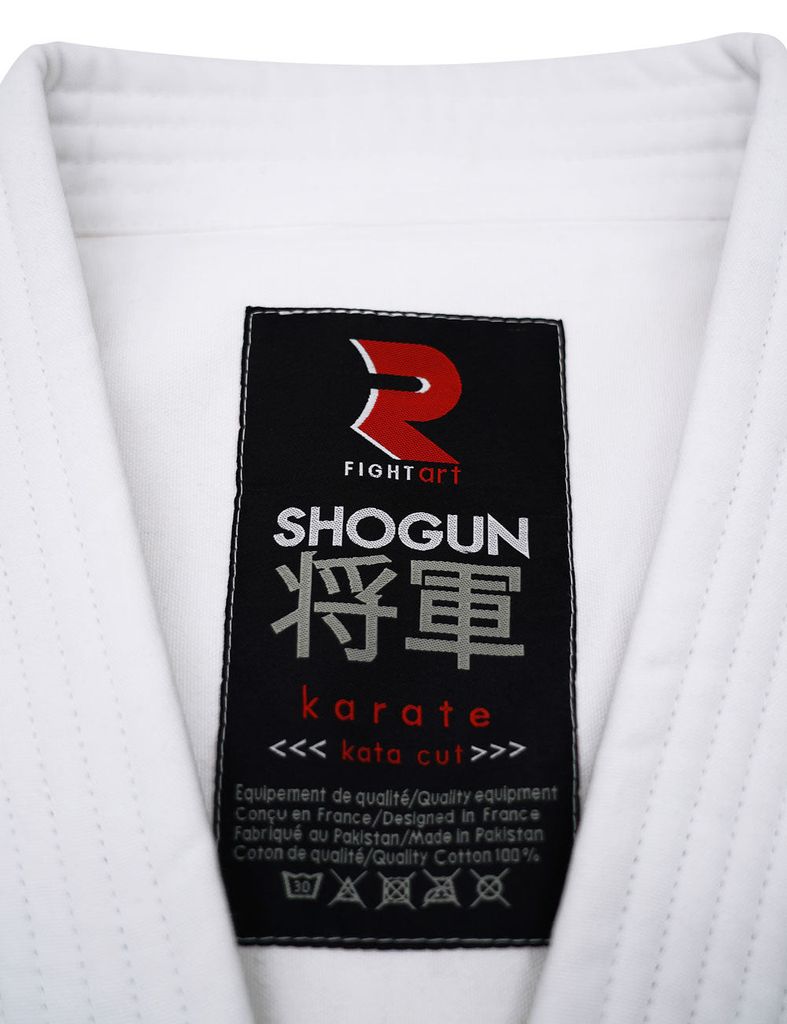 FIGHTart
SHOGUN
将軍
karate
<<< kata cut >>>
Equipement de qualité/Quality equipment
Conçu en France/Designed in France
Fabriqué au Pakistan/Made in Pakistan
Coton de qualité/Quality Cotton 100%
30